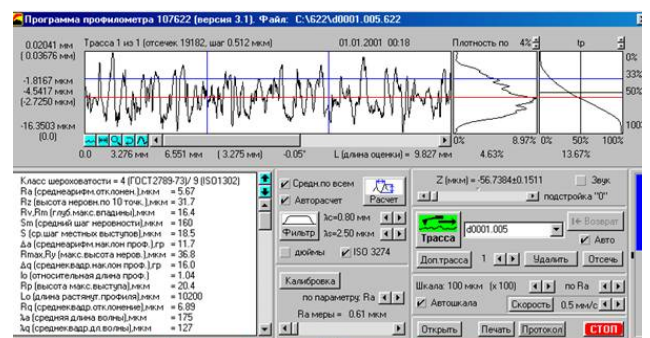 Программа профилометра 107622 (версия 3.1). Файл: C:\622\d0001.005.622
0.02041 мм Трасса 1 из 1 (отсечек 19182, шаг 0.512 мкм) 01.01.2001 00:18 Плотность по 4% tp
( 0.03676 мм) 0%
-1.8167 мкм 33%
-4.5417 мкм 50%
(-2.7250 мкм)
-16.3503 мкм 100%
(0.0) 0% 8.97% 0% 50% 100%
0.0 3.276 мм 6.551 мм ( 3.275 мм) -0.05° L (длина оценки) = 9.827 мм 4.63% 13.67%
Класс шероховатости = 4 (ГОСТ2789-73)/ 9 (ISO1302)
Ra (среднеарифм.отклонен.),мкм = 5.67
Rz (высота неровн.по 10 точк.),мкм = 31.7
Rv,Rm (глуб.макс.впадины),мкм = 16.4
Sm (средний шаг неровности),мкм = 160
S (ср.шаг местных выступов),мкм = 18.5
Δa (среднеарифм.наклон проф.),гр = 11.7
Rmax,Ry (макс.высота неров.),мкм = 36.8
Δq (среднеквадр.наклон проф.),гр = 16.0
lo (относительная длина проф.) = 1.04
Rp (высота макс.выступа),мкм = 20.4
Lo (длина растянут.профиля),мкм = 10200
Rq (среднеквадр.отклонение),мкм = 6.89
λa (средняя длина волны),мкм = 175
λq (среднеквадр.дл.волны),мкм = 127
Средн.по всем
Авторасчет Расчет
Фильтр λc=0.80 мм
λs=2.50 мкм
дюймы ISO 3274
Калибровка
по параметру: Ra
Ra меры = 0.61 мкм
Z (мкм) = -56.7384±0.1511 Звук
подстройка "0"
Трасса d0001.005 Возврат
Авто
Доп.трасса 1 Удалить Отсечь
Шкала: 100 мкм (x 100) по Ra
Автошкала Скорость 0.5 мм/с
Открыть Печать Протокол СТОП